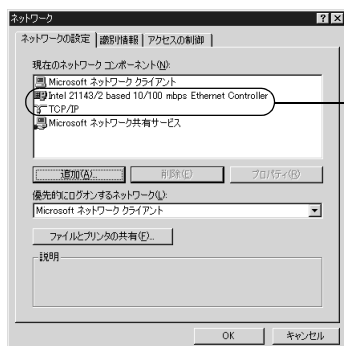 ネットワーク
ネットワークの設定 識別情報 アクセスの制御
現在のネットワーク コンポーネント(N):
Microsoft ネットワーク クライアント
Intel 21143/2 based 10/100 mbps Ethernet Controller
TCP/IP
Microsoft ネットワーク共有サービス
追加(A)... 削除(E) プロパティ(R)
優先的にログオンするネットワーク(L):
Microsoft ネットワーク クライアント
ファイルとプリンタの共有(F)...
説明
OK キャンセル